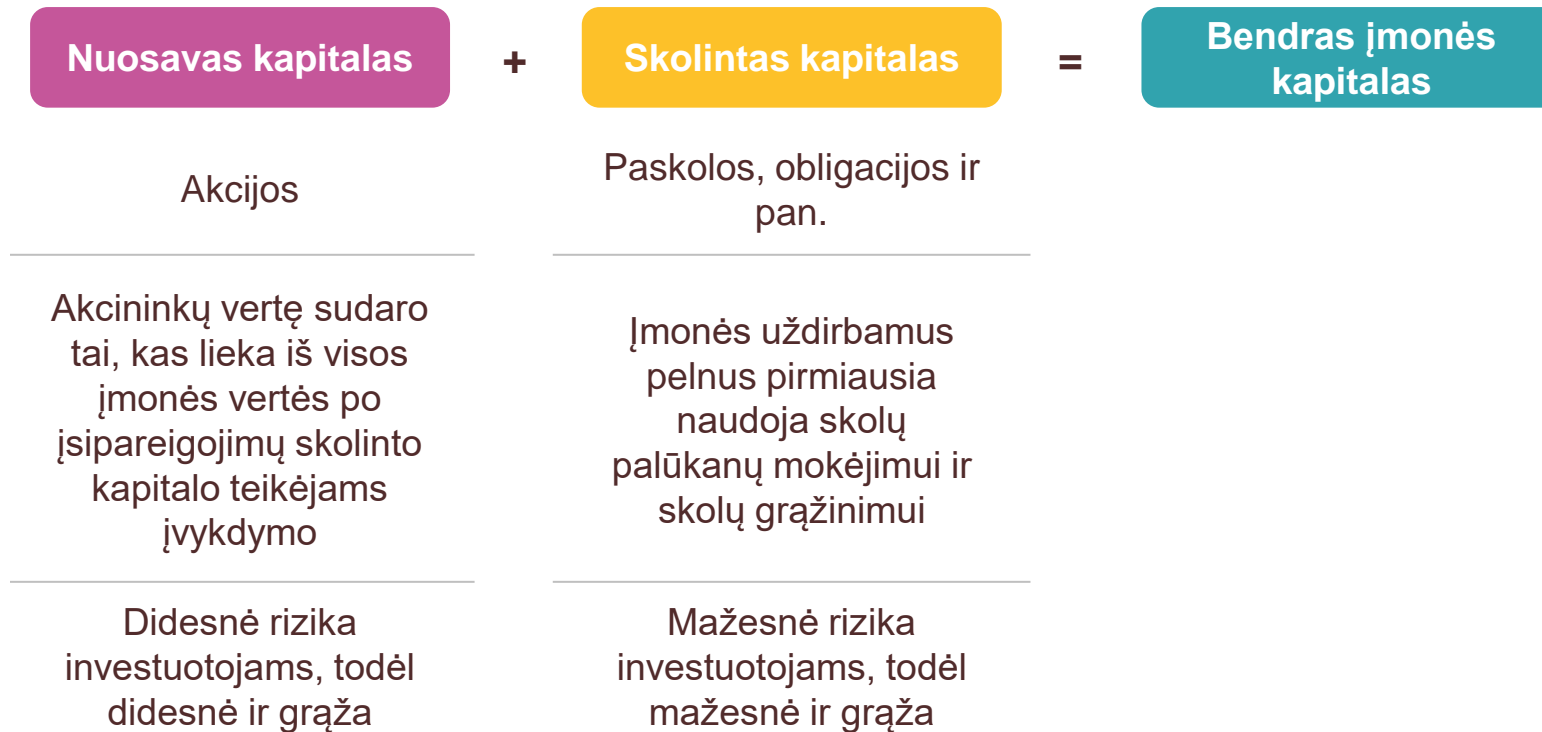 Nuosavas kapitalas
+
Skolintas kapitalas
=
Bendras įmonės
kapitalas
Akcijos
Paskolos, obligacijos ir
pan.
Akcininkų vertę sudaro
tai, kas lieka iš visos
įmonės vertės po
įsipareigojimų skolinto
kapitalo teikėjams
įvykdymo
Įmonės uždirbamus
pelnus pirmiausia
naudoja skolų
palūkanų mokėjimui ir
skolų grąžinimui
Didesnė rizika
investuotojams, todėl
didesnė ir grąža
Mažesnė rizika
investuotojams, todėl
mažesnė ir grąža